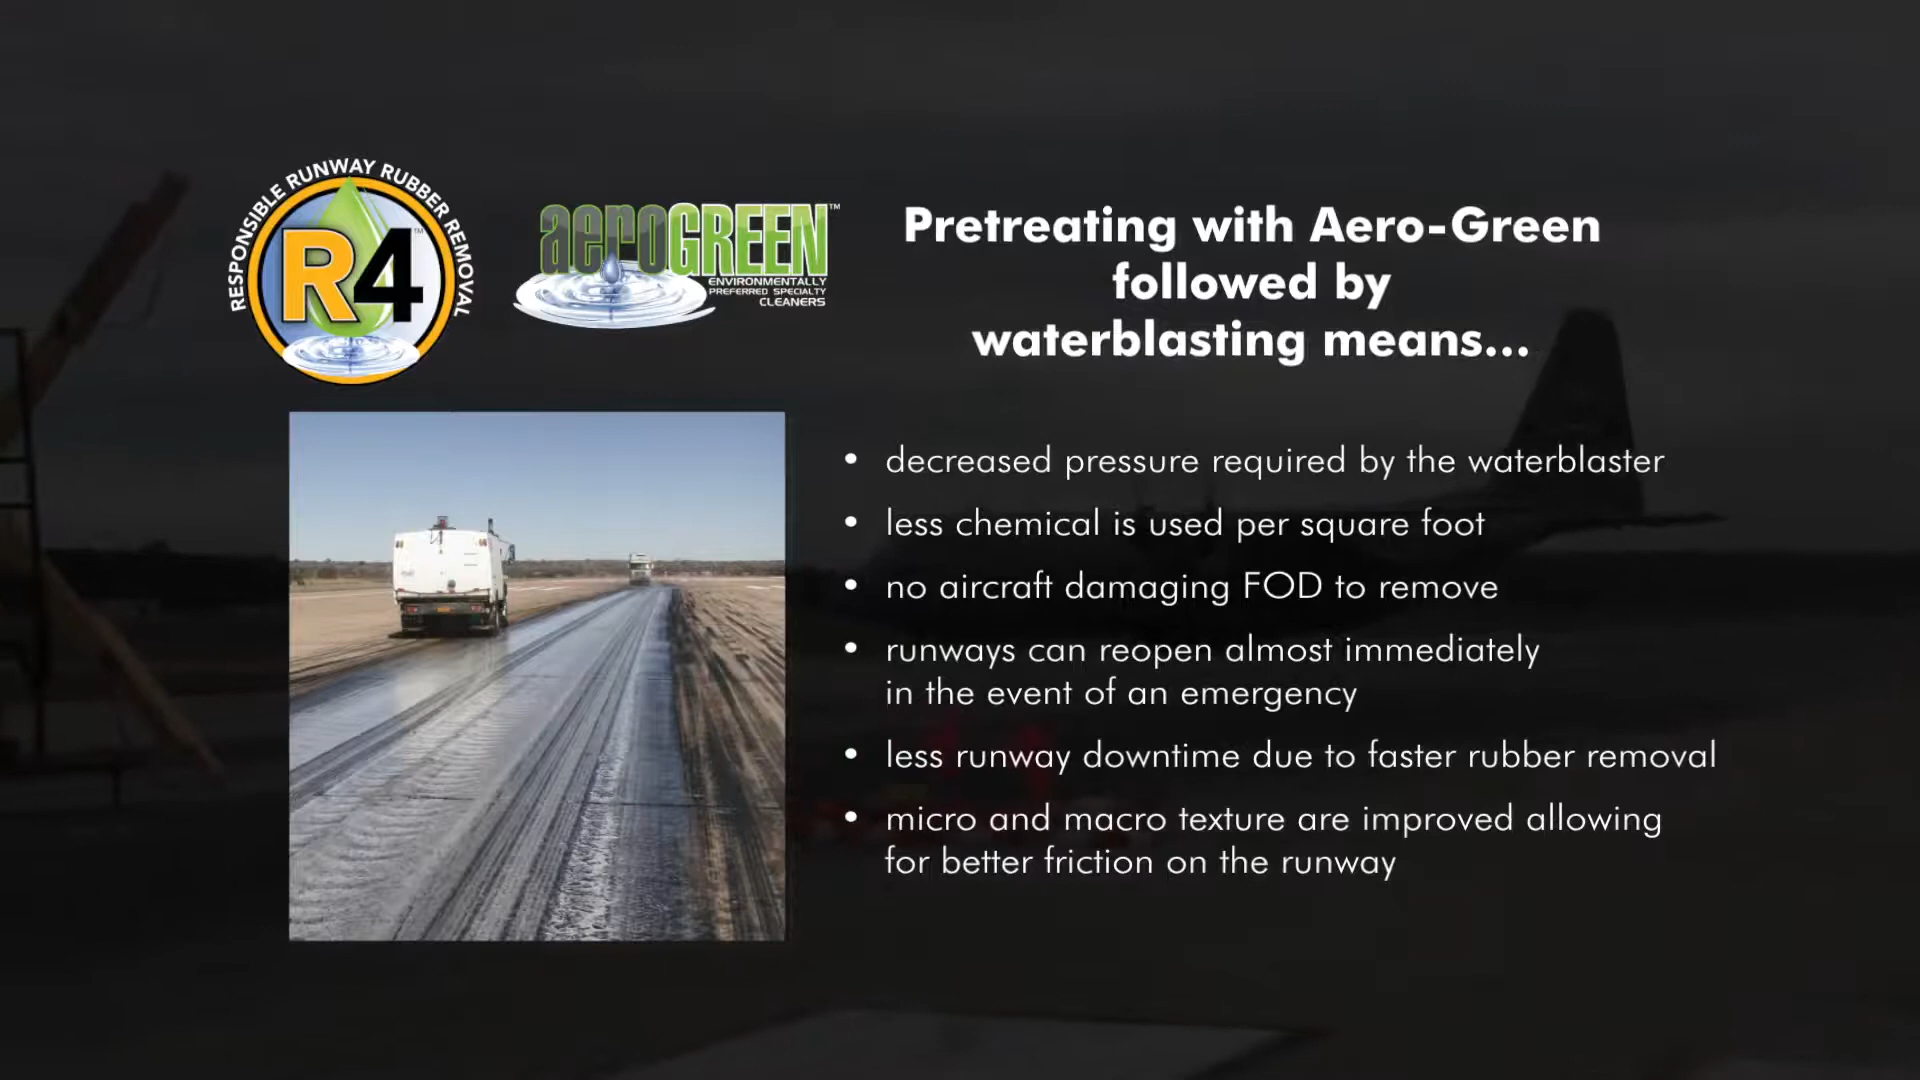 RESPONSIBLE RUNWAY RUBBER REMOVAL
R4™
aeroGREEN™
ENVIRONMENTALLY
PREFERRED SPECIALTY
CLEANERS
Pretreating with Aero-Green
followed by
waterblasting means...
• decreased pressure required by the waterblaster
• less chemical is used per square foot
• no aircraft damaging FOD to remove
• runways can reopen almost immediately
in the event of an emergency
• less runway downtime due to faster rubber removal
• micro and macro texture are improved allowing
for better friction on the runway